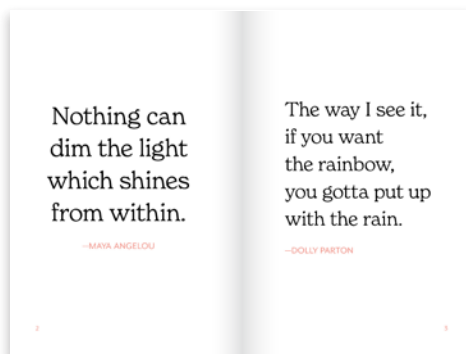 Nothing can
dim the light
which shines
from within.
—MAYA ANGELOU
2
The way I see it,
if you want
the rainbow,
you gotta put up
with the rain.
—DOLLY PARTON